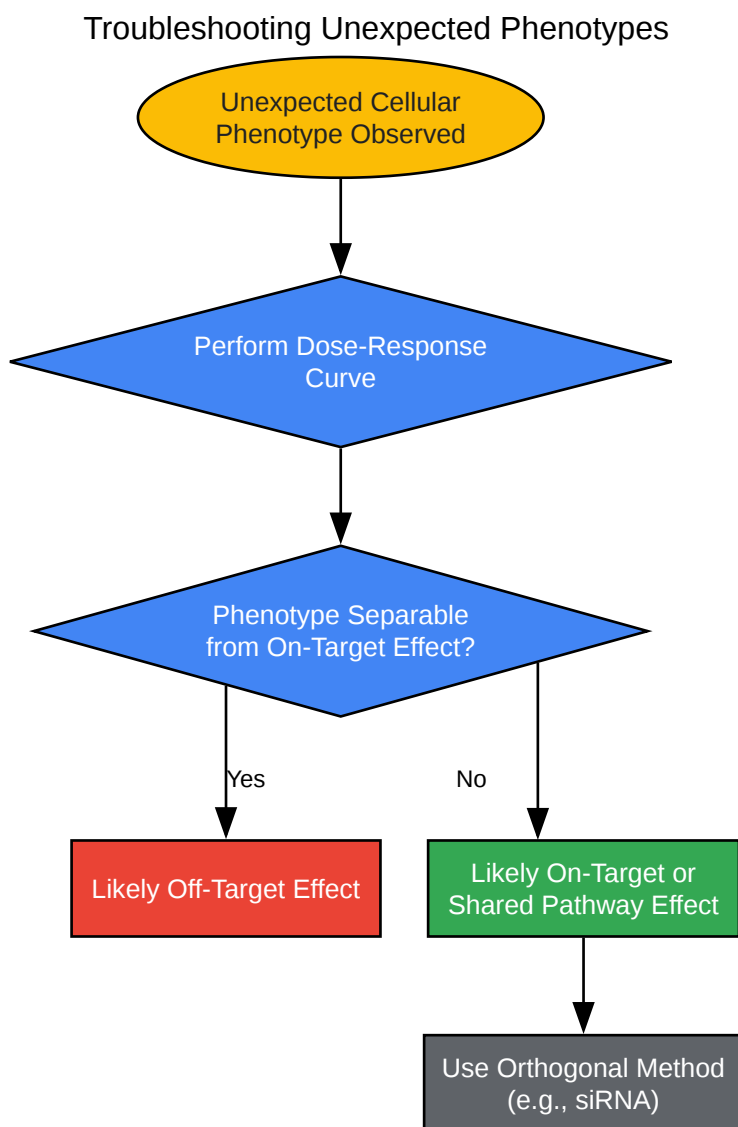 Troubleshooting Unexpected Phenotypes
Unexpected Cellular
Phenotype Observed
Perform Dose-Response
Curve
Phenotype Separable
from On-Target Effect?
Yes
No
Likely Off-Target Effect
Likely On-Target or
Shared Pathway Effect
Use Orthogonal Method
(e.g., siRNA)